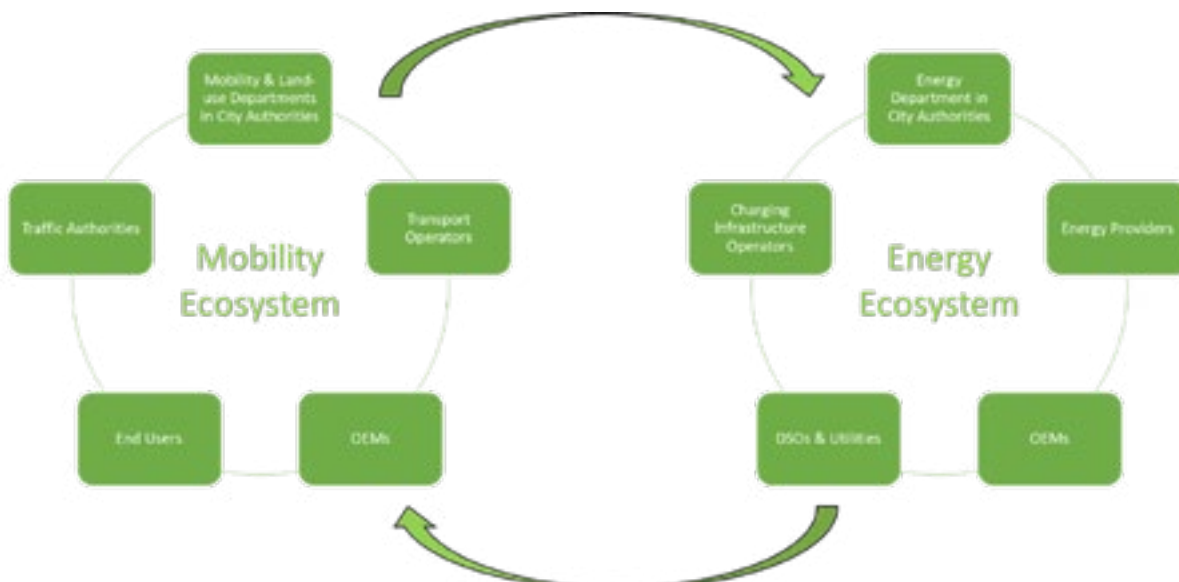 Mobility & Land-
use Departments
in City Authorities
Traffic Authorities
Transport
Operators
Mobility
Ecosystem
End Users
OEMs
Energy
Department in
City Authorities
Charging
Infrastructure
Operators
Energy Providers
Energy
Ecosystem
DSOs & Utilities
OEMs